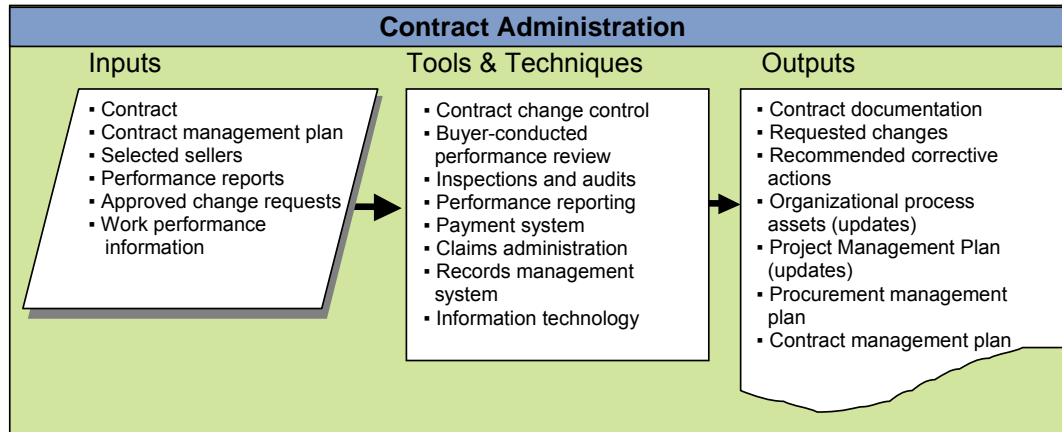 Contract Administration
Inputs
▪ Contract
▪ Contract management plan
▪ Selected sellers
▪ Performance reports
▪ Approved change requests
▪ Work performance
information
Tools & Techniques
▪ Contract change control
▪ Buyer-conducted
performance review
▪ Inspections and audits
▪ Performance reporting
▪ Payment system
▪ Claims administration
▪ Records management
system
▪ Information technology
Outputs
▪ Contract documentation
▪ Requested changes
▪ Recommended corrective
actions
▪ Organizational process
assets (updates)
▪ Project Management Plan
(updates)
▪ Procurement management
plan
▪ Contract management plan